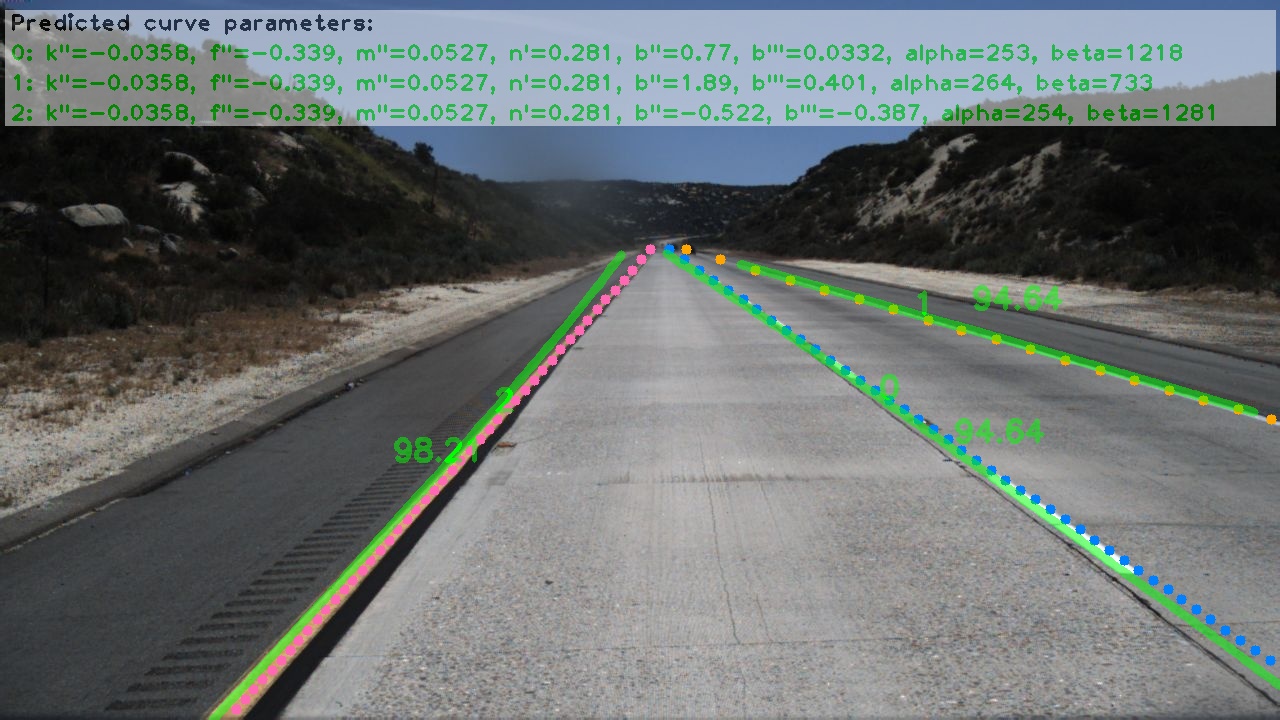 Predicted curve parameters:
0: k''=-0.0358, f''=-0.339, m''=0.0527, n'=0.281, b''=0.77, b'''=0.0332, alpha=253, beta=1218
1: k''=-0.0358, f''=-0.339, m''=0.0527, n'=0.281, b''=1.89, b'''=0.401, alpha=264, beta=733
2: k''=-0.0358, f''=-0.339, m''=0.0527, n'=0.281, b''=-0.522, b'''=-0.387, alpha=254, beta=1281
1 94.64
0
94.64
2
98.21